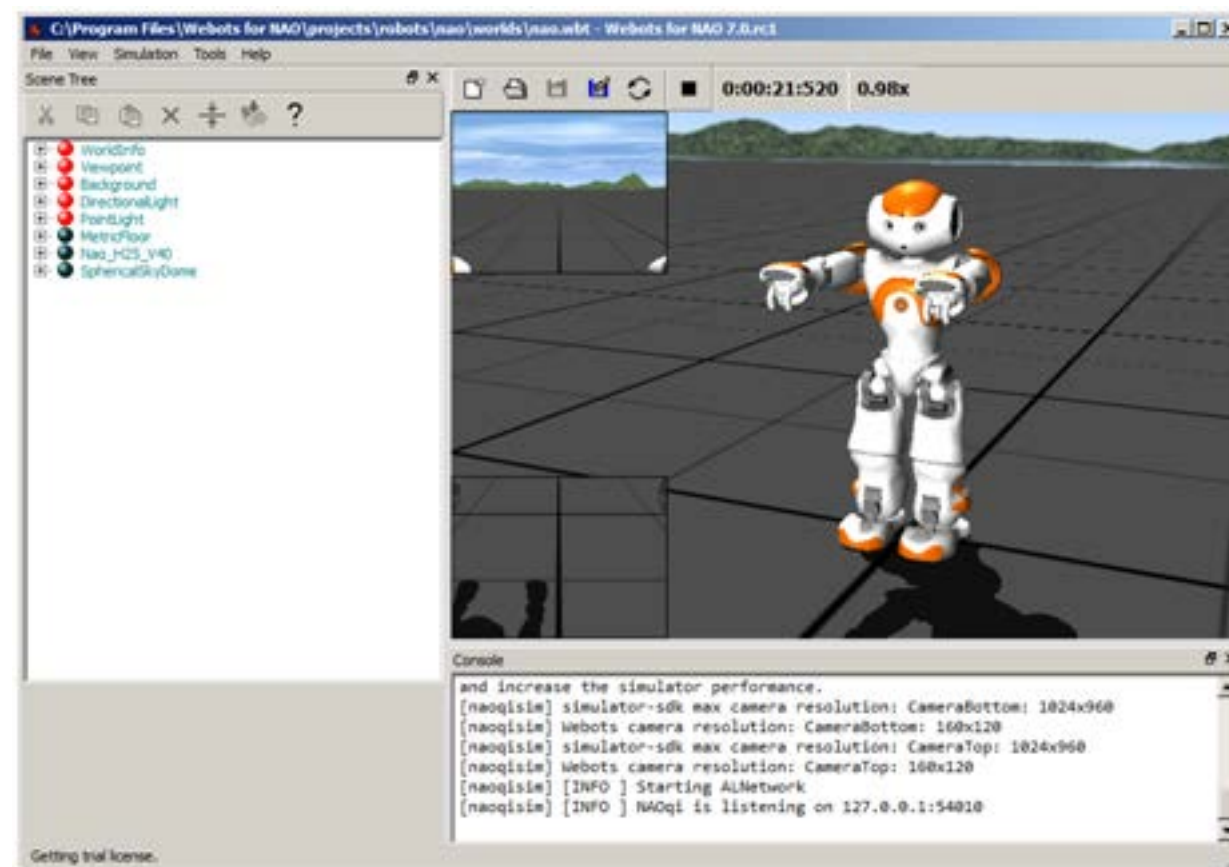 C:\Program Files\Webots for NAO\projects\robots\nao\worlds\nao.wbt - Webots for NAO 7.0.rc1
File View Simulation Tools Help
Scene Tree
0:00:21:520 0.98x
WorldInfo
Viewpoint
Background
DirectionalLight
PointLight
MetricFloor
Nao_H25_V40
SphericalSkyDome
Console
and increase the simulator performance.
[naoqisim] simulator-sdk max camera resolution: CameraBottom: 1024x960
[naoqisim] Webots camera resolution: CameraBottom: 160x120
[naoqisim] simulator-sdk max camera resolution: CameraTop: 1024x960
[naoqisim] Webots camera resolution: CameraTop: 160x120
[naoqisim] [INFO ] Starting ALNetwork
[naoqisim] [INFO ] NAOqi is listening on 127.0.0.1:54010
Getting trial license.